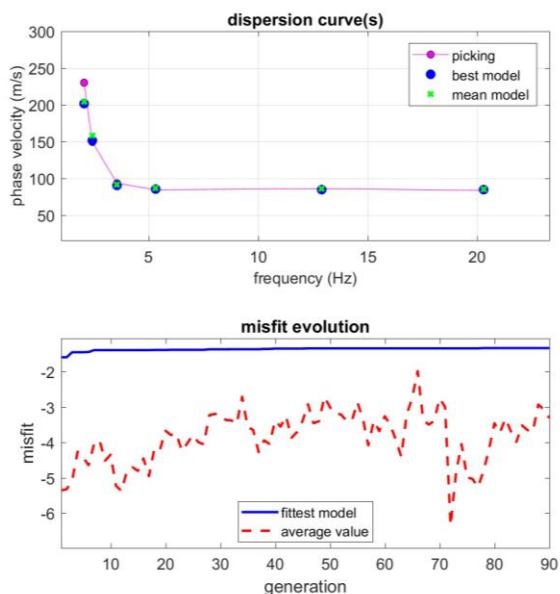 dispersion curve(s)
300
250
200
150
100
50
phase velocity (m/s)
picking
best model
mean model
5
10
15
20
frequency (Hz)
misfit evolution
-2
-3
-4
-5
-6
misfit
fittest model
average value
10
20
30
40
50
60
70
80
90
generation